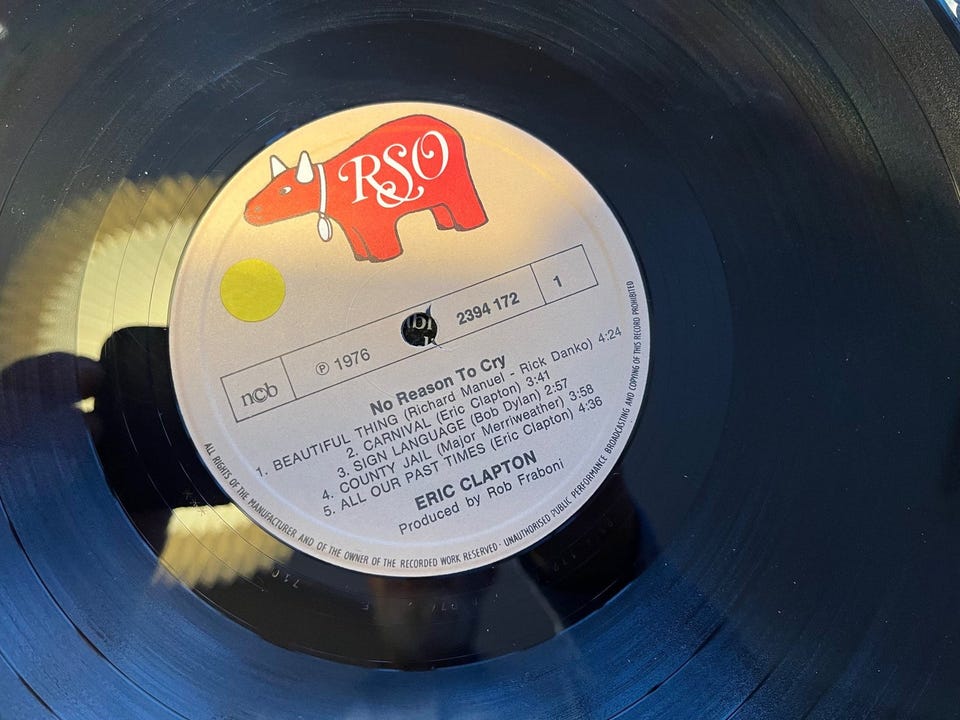 RSO
2394 172
1
ncb
℗ 1976
No Reason To Cry
1. BEAUTIFUL THING (Richard Manuel - Rick Danko) 4:24
2. CARNIVAL (Eric Clapton) 3:41
3. SIGN LANGUAGE (Bob Dylan) 2:57
4. COUNTY JAIL (Major Merriweather) 3:58
5. ALL OUR PAST TIMES (Eric Clapton) 4:36
ERIC CLAPTON
Produced by Rob Fraboni
ALL RIGHTS OF THE MANUFACTURER AND OF THE OWNER OF THE RECORDED WORK RESERVED · UNAUTHORISED PUBLIC PERFORMANCE BROADCASTING AND COPYING OF THIS RECORD PROHIBITED